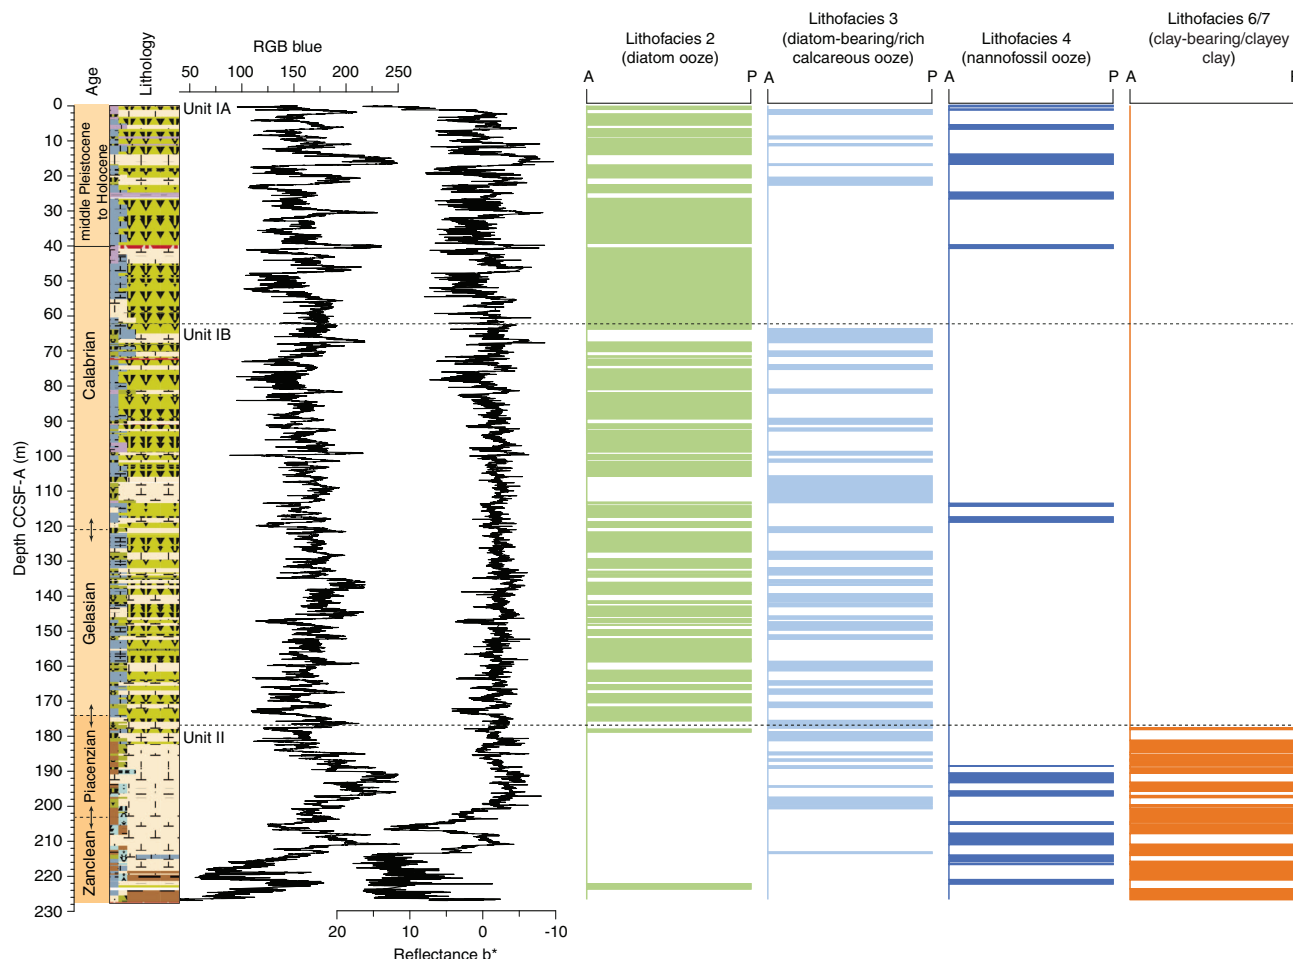 RGB blue
50 100 150 200 250
Lithofacies 2
(diatom ooze)
A P
Lithofacies 3
(diatom-bearing/rich
calcareous ooze)
A P
Lithofacies 4
(nannofossil ooze)
A P
Lithofacies 6/7
(clay-bearing/clayey
clay)
A
Age
Lithology
Depth CCSF-A (m)
0
10
20
30
40
50
60
70
80
90
100
110
120
130
140
150
160
170
180
190
200
210
220
230
middle Pleistocene
to Holocene
Calabrian
Gelasian
Piacenzian
Zanclean
Unit IA
Unit IB
Unit II
20 10 0 -10
Reflectance b*